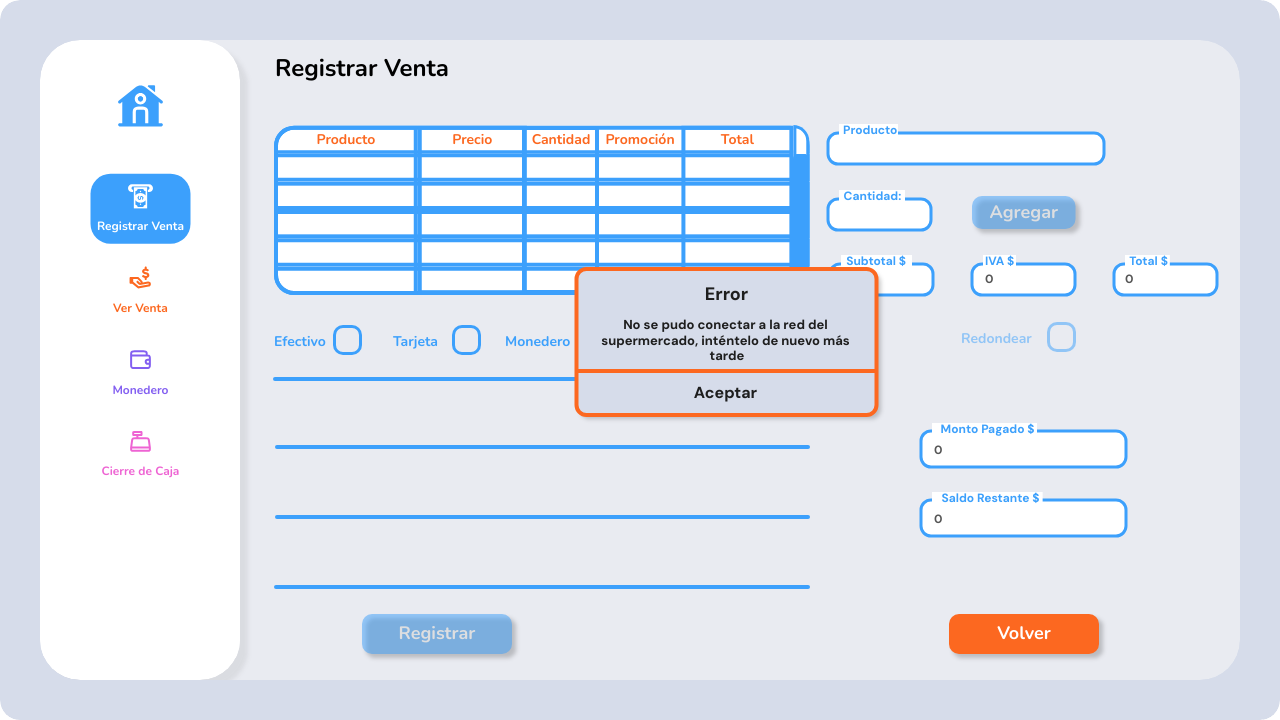 Registrar Venta
Registrar Venta
Ver Venta
Monedero
Cierre de Caja
Producto Precio Cantidad Promoción Total
Producto
Cantidad:
Agregar
Subtotal $
IVA $
0
Total $
0
Efectivo
Tarjeta
Monedero
Redondear
Error
No se pudo conectar a la red del
supermercado, inténtelo de nuevo más
tarde
Aceptar
Monto Pagado $
0
Saldo Restante $
0
Registrar
Volver